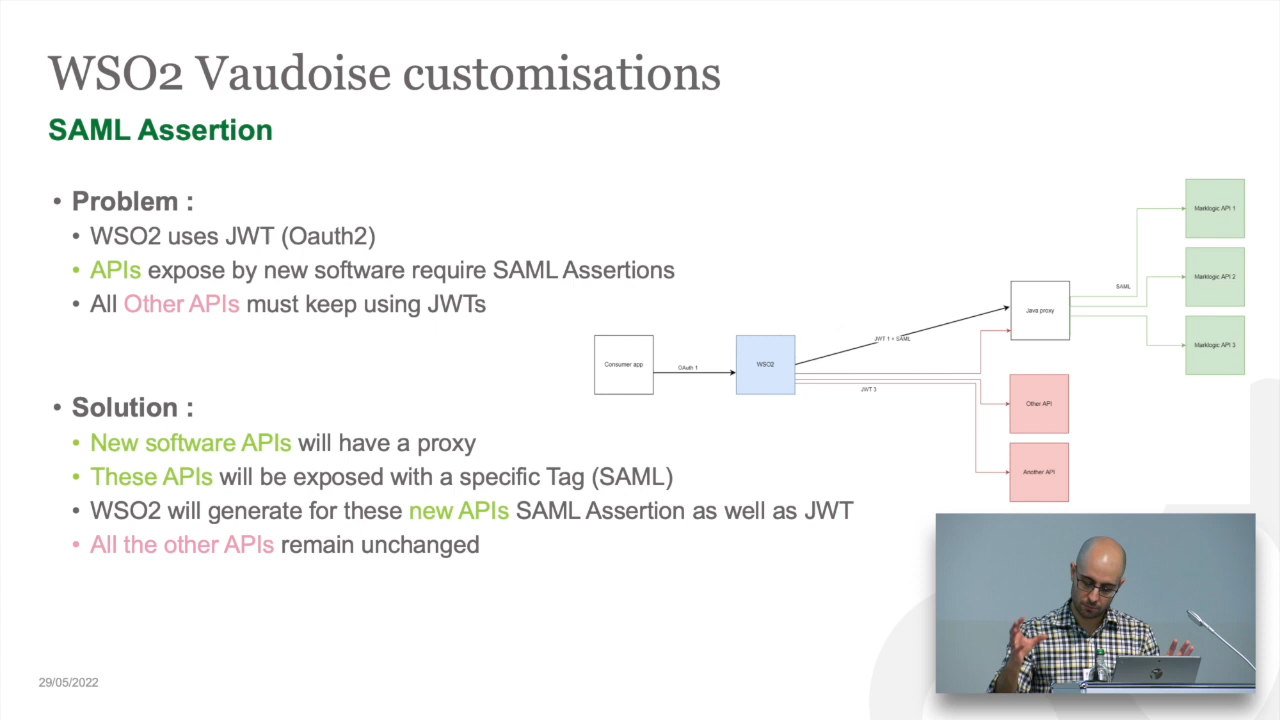 WSO2 Vaudoise customisations
SAML Assertion
• Problem :
• WSO2 uses JWT (Oauth2)
• APIs expose by new software require SAML Assertions
• All Other APIs must keep using JWTs
• Solution :
• New software APIs will have a proxy
• These APIs will be exposed with a specific Tag (SAML)
• WSO2 will generate for these new APIs SAML Assertion as well as JWT
• All the other APIs remain unchanged
Consumer app
OAuth 1
WSO2
JWT 1 + SAML
JWT 3
Java proxy
SAML
Marklogic API 1
Marklogic API 2
Marklogic API 3
Other API
Another API
29/05/2022